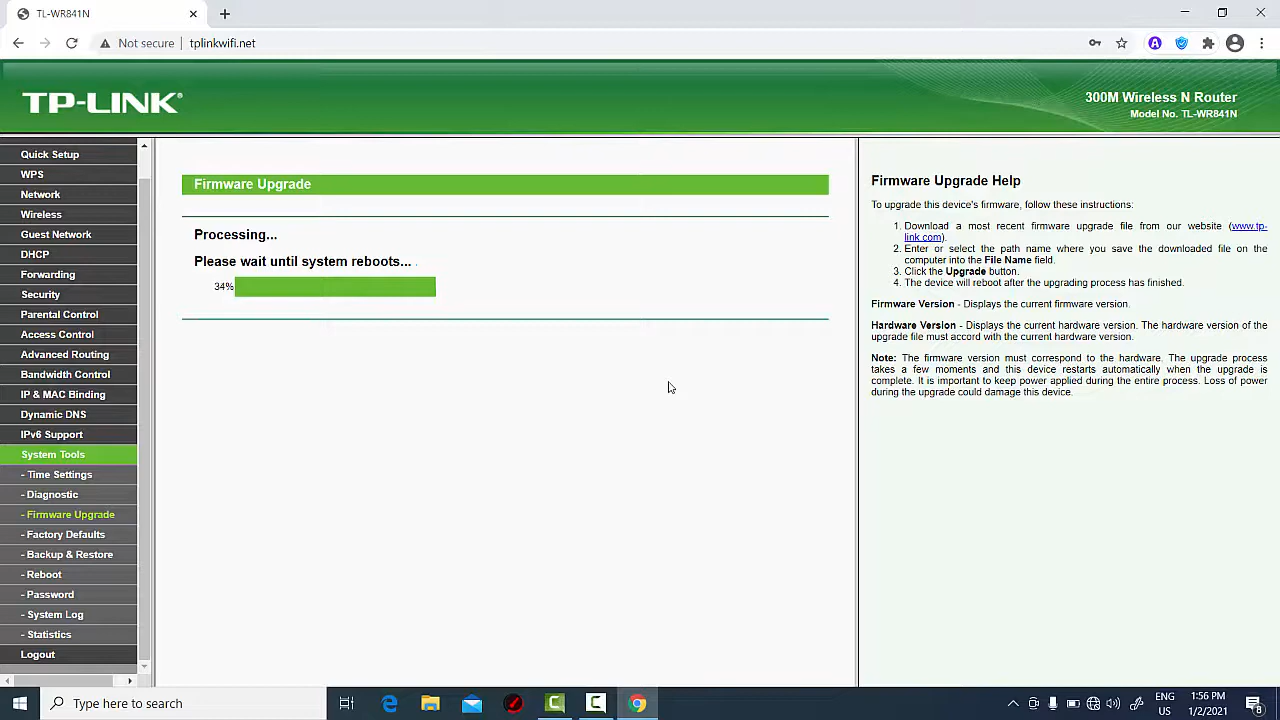 TL-WR841N
Not secure
tplinkwifi.net
TP-LINK®
300M Wireless N Router
Model No. TL-WR841N
Quick Setup
WPS
Network
Wireless
Guest Network
DHCP
Forwarding
Security
Parental Control
Access Control
Advanced Routing
Bandwidth Control
IP & MAC Binding
Dynamic DNS
IPv6 Support
System Tools
- Time Settings
- Diagnostic
- Firmware Upgrade
- Factory Defaults
- Backup & Restore
- Reboot
- Password
- System Log
- Statistics
Logout
Firmware Upgrade
Processing...
Please wait until system reboots... .
34%
Firmware Upgrade Help
To upgrade this device's firmware, follow these instructions:
1. Download a most recent firmware upgrade file from our website (www.tp-
link.com).
2. Enter or select the path name where you save the downloaded file on the
computer into the File Name field.
3. Click the Upgrade button.
4. The device will reboot after the upgrading process has finished.
Firmware Version - Displays the current firmware version.
Hardware Version - Displays the current hardware version. The hardware version of the
upgrade file must accord with the current hardware version.
Note: The firmware version must correspond to the hardware. The upgrade process
takes a few moments and this device restarts automatically when the upgrade is
complete. It is important to keep power applied during the entire process. Loss of power
during the upgrade could damage this device.
Type here to search
ENG
US
1:56 PM
1/2/2021
8